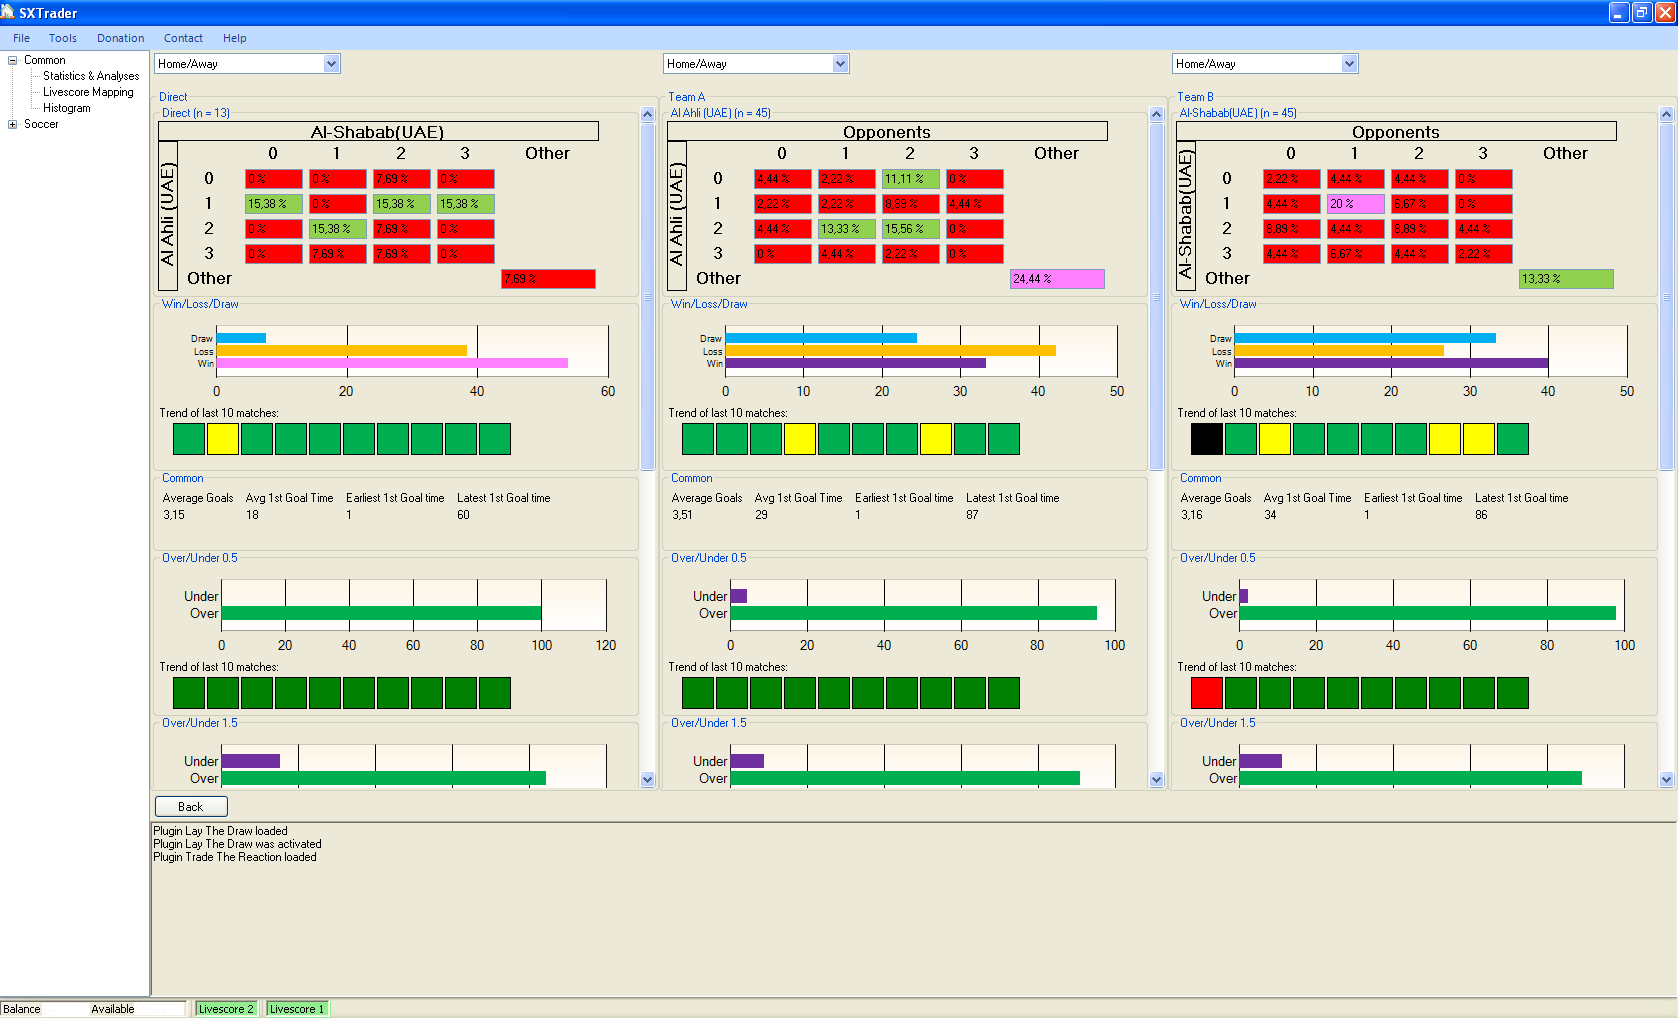 SXTrader
File Tools Donation Contact Help
Common
Statistics & Analyses
Livescore Mapping
Histogram
Soccer
Home/Away
Direct
Direct (n = 13)
Al-Shabab(UAE)
Al Ahli (UAE)
0 1 2 3 Other
0 0 % 0 % 7,69 % 0 %
1 15,38 % 0 % 15,38 % 15,38 %
2 0 % 15,38 % 7,69 % 0 %
3 0 % 7,69 % 7,69 % 0 %
Other 7,69 %
Win/Loss/Draw
Draw
Loss
Win
0 20 40 60
Trend of last 10 matches:
Common
Average Goals Avg 1st Goal Time Earliest 1st Goal time Latest 1st Goal time
3,15 18 1 60
Over/Under 0.5
Under
Over
0 20 40 60 80 100 120
Trend of last 10 matches:
Over/Under 1.5
Under
Over
Home/Away
Team A
Al Ahli (UAE) (n = 45)
Opponents
Al Ahli (UAE)
0 1 2 3 Other
0 4,44 % 2,22 % 11,11 % 0 %
1 2,22 % 2,22 % 8,89 % 4,44 %
2 4,44 % 13,33 % 15,56 % 0 %
3 0 % 4,44 % 2,22 % 0 %
Other 24,44 %
Win/Loss/Draw
Draw
Loss
Win
0 10 20 30 40 50
Trend of last 10 matches:
Common
Average Goals Avg 1st Goal Time Earliest 1st Goal time Latest 1st Goal time
3,51 29 1 87
Over/Under 0.5
Under
Over
0 20 40 60 80 100
Trend of last 10 matches:
Over/Under 1.5
Under
Over
Home/Away
Team B
Al-Shabab(UAE) (n = 45)
Opponents
Al-Shabab(UAE)
0 1 2 3 Other
0 2,22 % 4,44 % 4,44 % 0 %
1 4,44 % 20 % 6,67 % 0 %
2 8,89 % 4,44 % 8,89 % 4,44 %
3 4,44 % 6,67 % 4,44 % 2,22 %
Other 13,33 %
Win/Loss/Draw
Draw
Loss
Win
0 10 20 30 40 50
Trend of last 10 matches:
Common
Average Goals Avg 1st Goal Time Earliest 1st Goal time Latest 1st Goal time
3,16 34 1 86
Over/Under 0.5
Under
Over
0 20 40 60 80 100
Trend of last 10 matches:
Over/Under 1.5
Under
Over
Back
Plugin Lay The Draw loaded
Plugin Lay The Draw was activated
Plugin Trade The Reaction loaded
Balance Available Livescore 2 Livescore 1